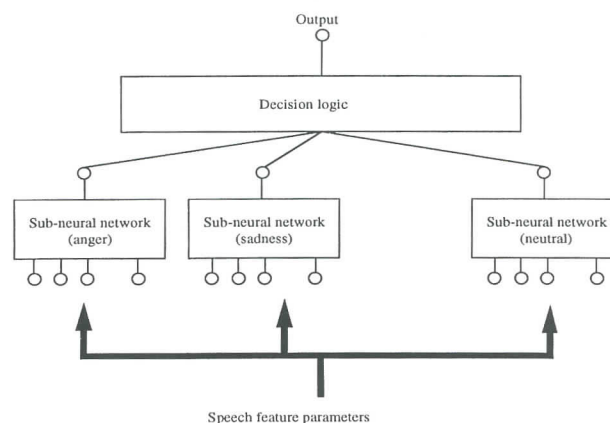 Output
Decision logic
Sub-neural network
(anger)
Sub-neural network
(sadness)
Sub-neural network
(neutral)
Speech feature parameters